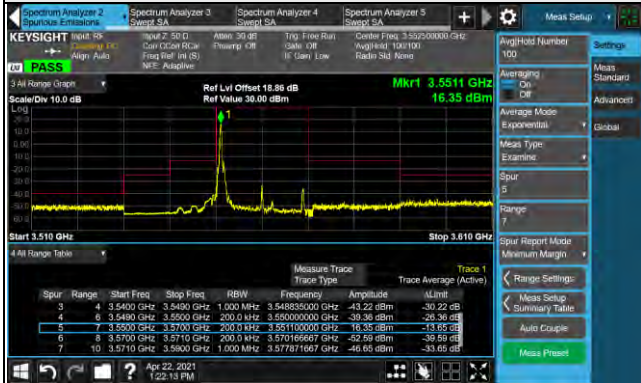 Spectrum Analyzer 2
Spurious Emissions
Spectrum Analyzer 3
Swept SA
Spectrum Analyzer 4
Swept SA
Spectrum Analyzer 5
Swept SA
+
Meas Setup
KEYSIGHT
Input: RF
Coupling: DC
Align: Auto
Input Z: 50 Ω
Corr CCorr RCal
Freq Ref: Int (S)
NFE: Adaptive
Atten: 30 dB
Preamp: Off
Trig: Free Run
Gate: Off
IF Gain: Low
Center Freq: 3.557500000 GHz
Avg|Hold: 100/100
Radio Std: None
PASS
3 All Range Graph
Scale/Div 10.0 dB
Ref Lvl Offset 18.86 dB
Ref Value 30.00 dBm
Mkr1 3.5511 GHz
16.35 dBm
Log
1
Start 3.510 GHz
Stop 3.610 GHz
4 All Range Table
Measure Trace
Trace 1
Trace Type
Trace Average (Active)
Spur Range Start Freq Stop Freq RBW Frequency Amplitude ΔLimit
3 4 3.5400 GHz 3.5490 GHz 1.000 MHz 3.548835000 GHz -43.22 dBm -30.22 dB
4 6 3.5490 GHz 3.5500 GHz 200.0 kHz 3.550000000 GHz -39.36 dBm -26.36 dB
5 7 3.5500 GHz 3.5700 GHz 200.0 kHz 3.551100000 GHz 16.35 dBm -13.65 dB
6 8 3.5700 GHz 3.5710 GHz 200.0 kHz 3.570166667 GHz -52.59 dBm -39.59 dB
7 10 3.5710 GHz 3.5900 GHz 1.000 MHz 3.577871667 GHz -46.65 dBm -33.65 dB
Avg|Hold Number
100
Averaging
On
Off
Average Mode
Exponential
Meas Type
Examine
Spur
5
Range
7
Spur Report Mode
Minimum Margin
Range Settings
Meas Setup
Summary Table
Auto Couple
Meas Preset
Settings
Meas
Standard
Advanced
Global
?
Apr 22, 2021
1:22:13 PM